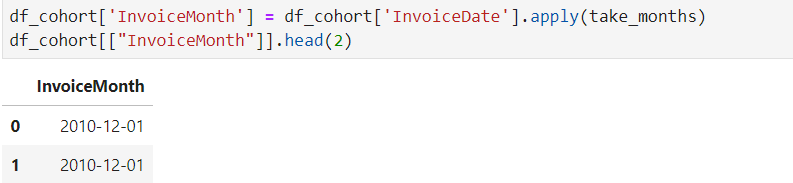 df_cohort['InvoiceMonth'] = df_cohort['InvoiceDate'].apply(take_months)
df_cohort[["InvoiceMonth"]].head(2)
InvoiceMonth
0 2010-12-01
1 2010-12-01